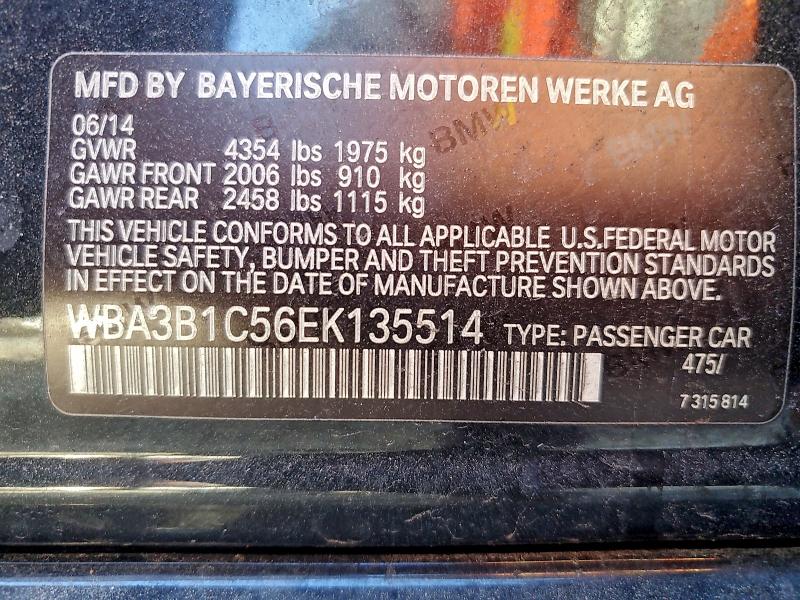 MFD BY BAYERISCHE MOTOREN WERKE AG
06/14
GVWR 4354 lbs 1975 kg
GAWR FRONT 2006 lbs 910 kg
GAWR REAR 2458 lbs 1115 kg
THIS VEHICLE CONFORMS TO ALL APPLICABLE U.S.FEDERAL MOTOR
VEHICLE SAFETY, BUMPER AND THEFT PREVENTION STANDARDS
IN EFFECT ON THE DATE OF MANUFACTURE SHOWN ABOVE.
WBA3B1C56EK135514 TYPE: PASSENGER CAR
475/
7 315 814
BMW
BMW
BMW